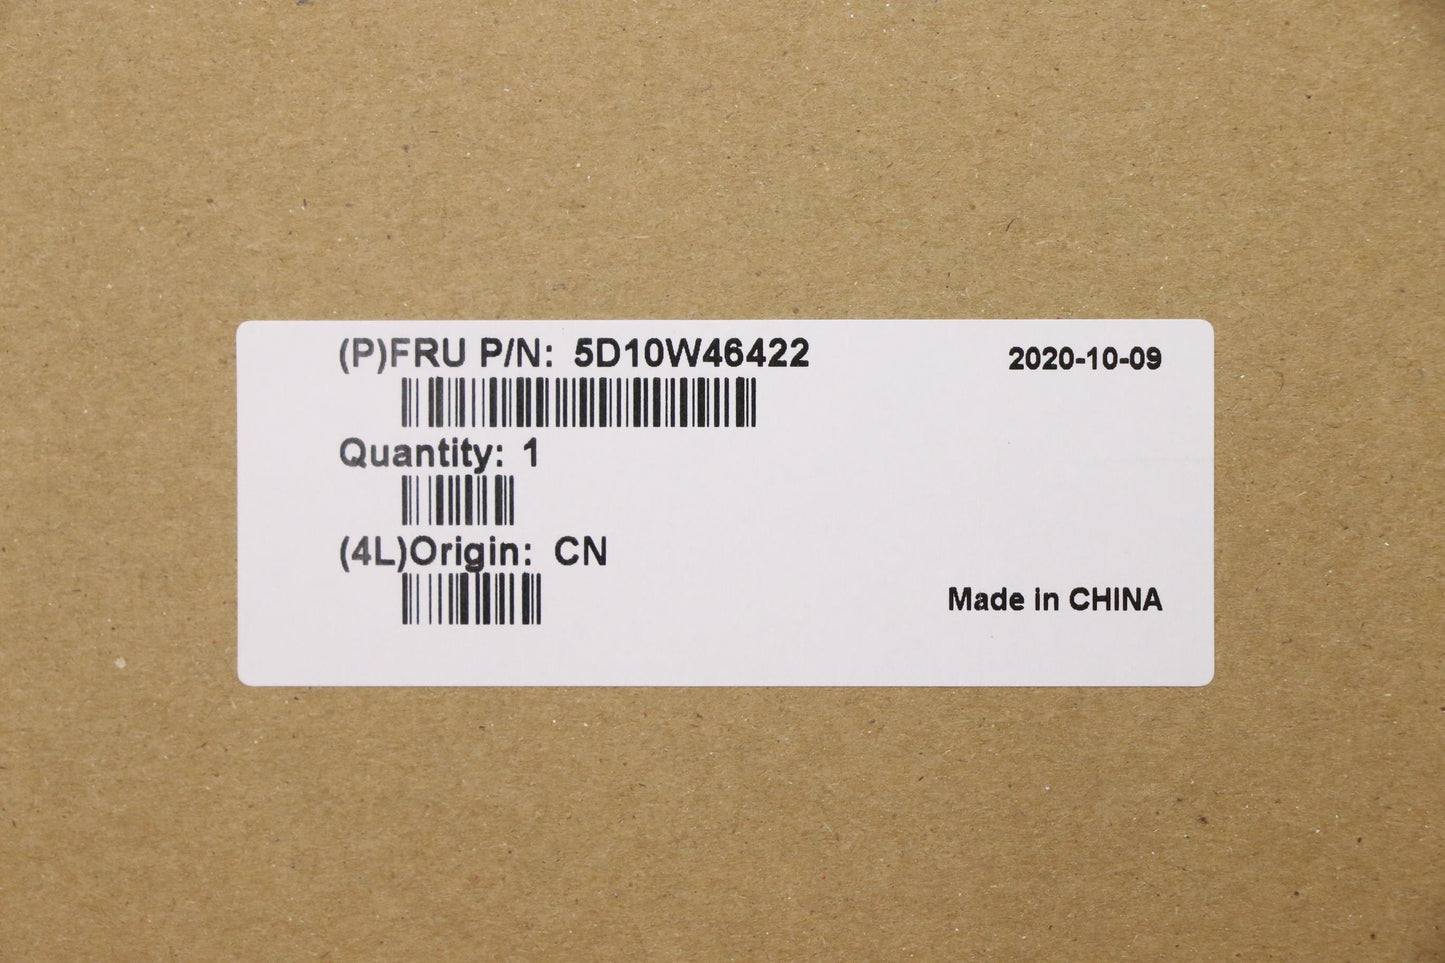 (P)FRU P/N: 5D10W46422
2020-10-09
Quantity: 1
(4L)Origin: CN
Made in CHINA